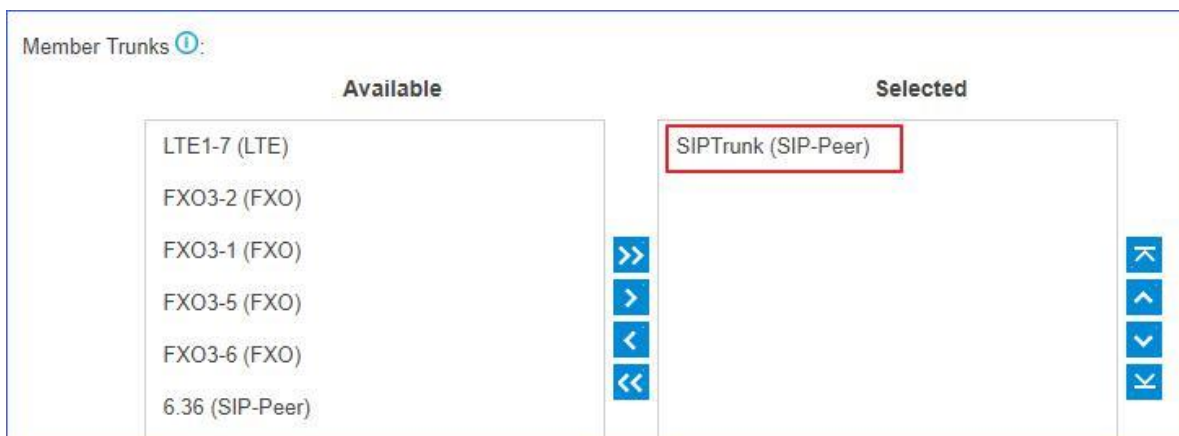 Member Trunks :
Available
Selected
LTE1-7 (LTE)
FXO3-2 (FXO)
FXO3-1 (FXO)
FXO3-5 (FXO)
FXO3-6 (FXO)
6.36 (SIP-Peer)
SIPTrunk (SIP-Peer)